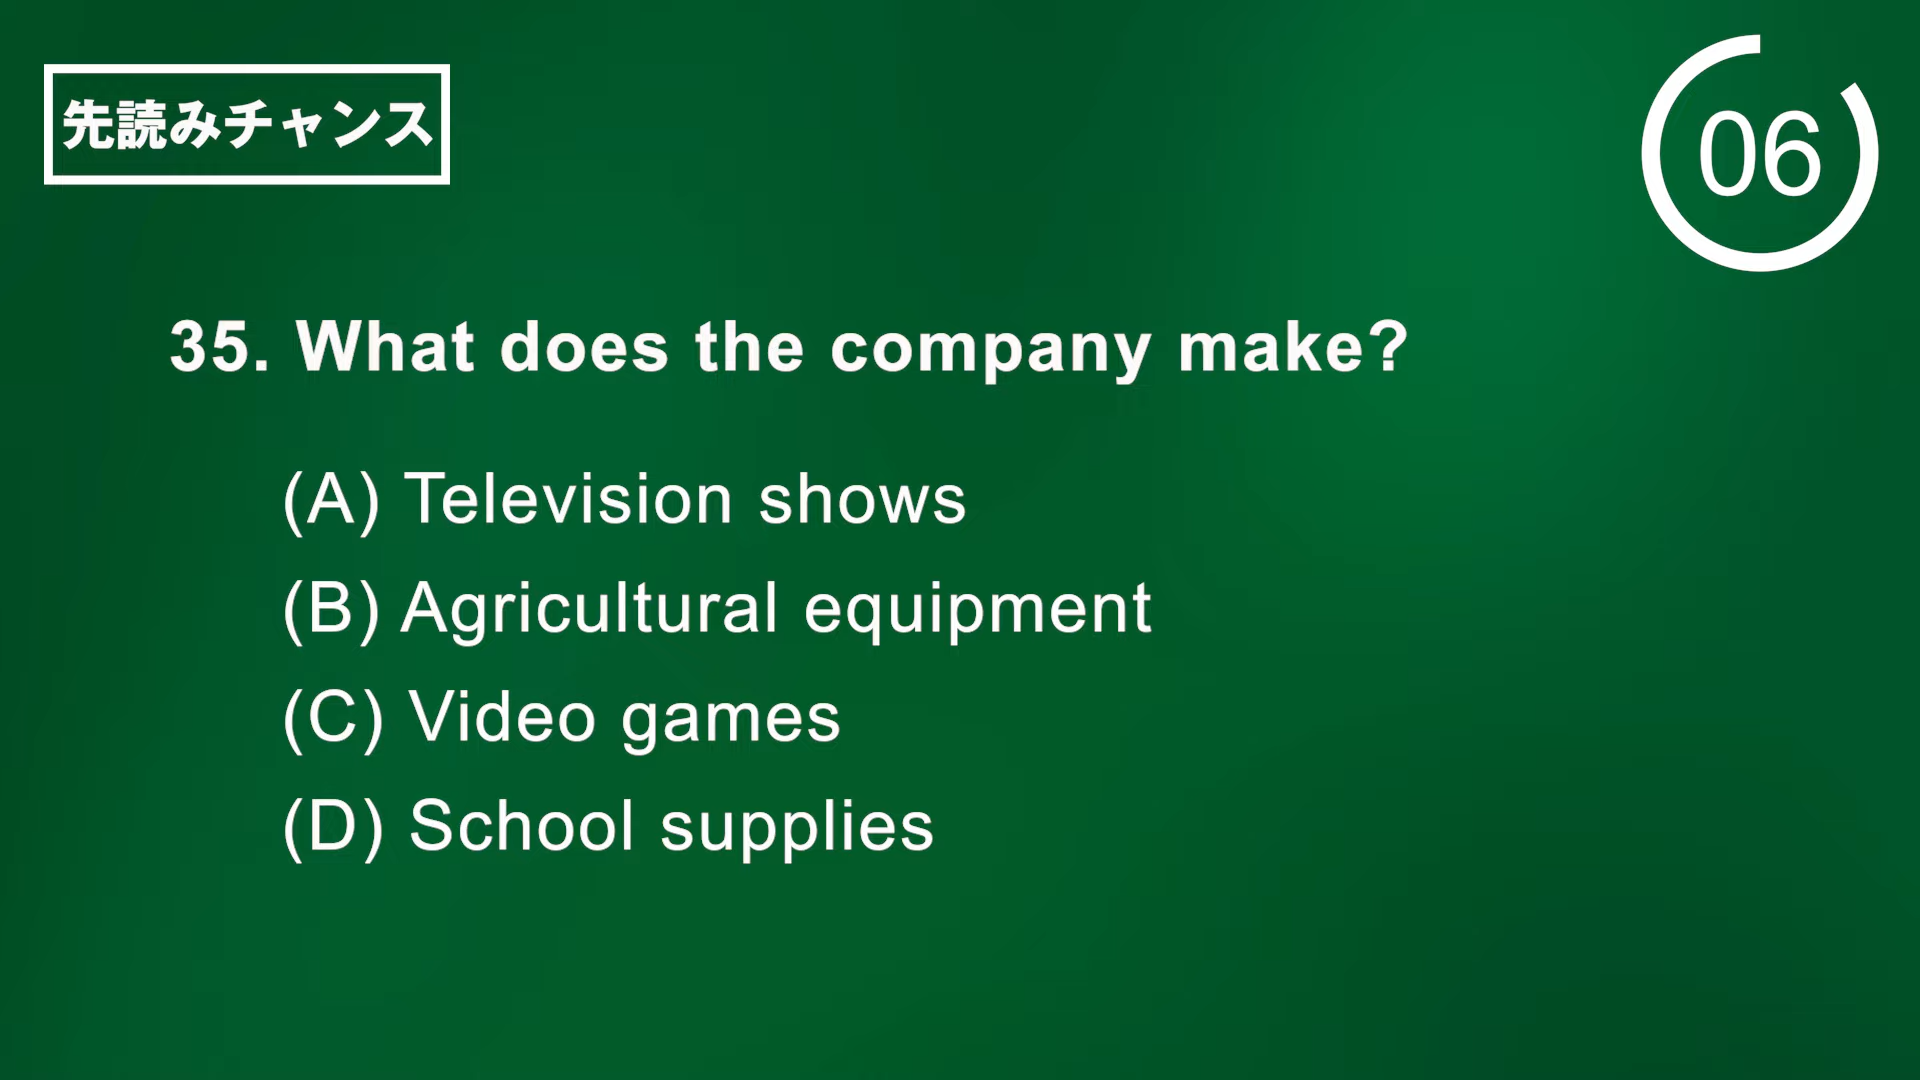 先読みチャンス
06
35. What does the company make?
(A) Television shows
(B) Agricultural equipment
(C) Video games
(D) School supplies